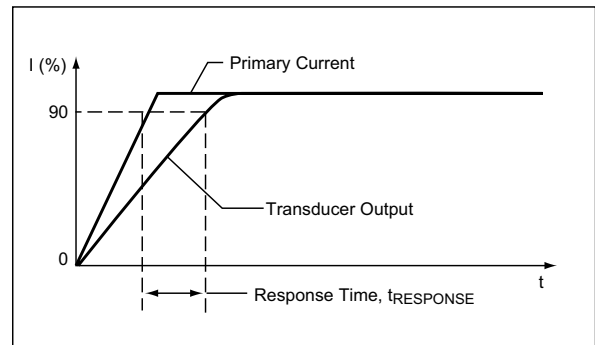 I (%)
Primary Current
90
Transducer Output
0
t
Response Time, tRESPONSE